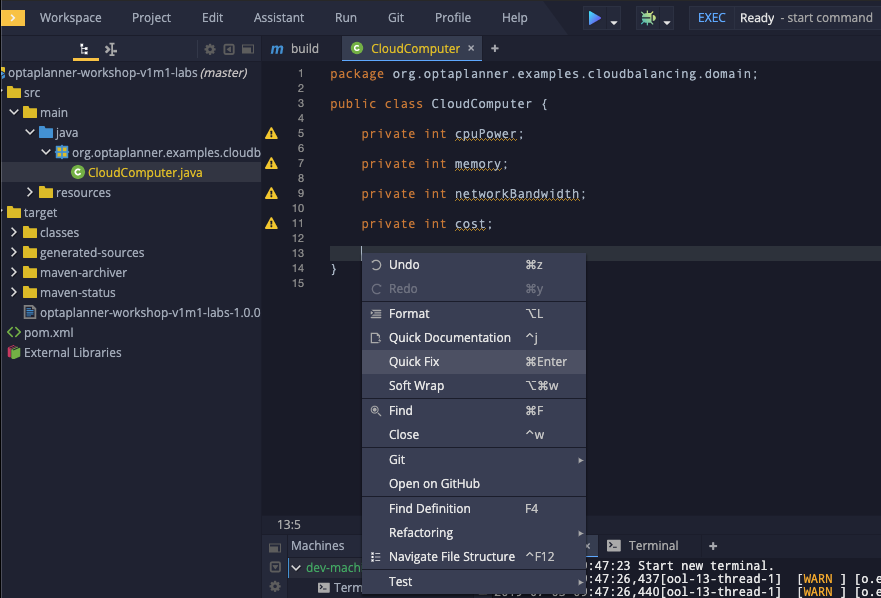 Workspace Project Edit Assistant Run Git Profile Help EXEC Ready - start command
m build CloudComputer × +
optaplanner-workshop-v1m1-labs (master)
src
main
java
org.optaplanner.examples.cloudb
CloudComputer.java
resources
target
classes
generated-sources
maven-archiver
maven-status
optaplanner-workshop-v1m1-labs-1.0.0
pom.xml
External Libraries
1 package org.optaplanner.examples.cloudbalancing.domain;
2
3 public class CloudComputer {
4
5 private int cpuPower;
6
7 private int memory;
8
9 private int networkBandwidth;
10
11 private int cost;
12
13
14 }
15
Undo ⌘z
Redo ⌘y
Format ⌥L
Quick Documentation ^j
Quick Fix ⌘Enter
Soft Wrap ⌥⌘w
Find ⌘F
Close ^w
Git
Open on GitHub
Find Definition F4
Refactoring
Navigate File Structure ^F12
Test
13:5
Machines
dev-mach
Term
× Terminal +
:47:23 Start new terminal.
:47:26,437[ool-13-thread-1] [WARN ] [o.e
:47:26,440[ool-13-thread-1] [WARN ] [o.e